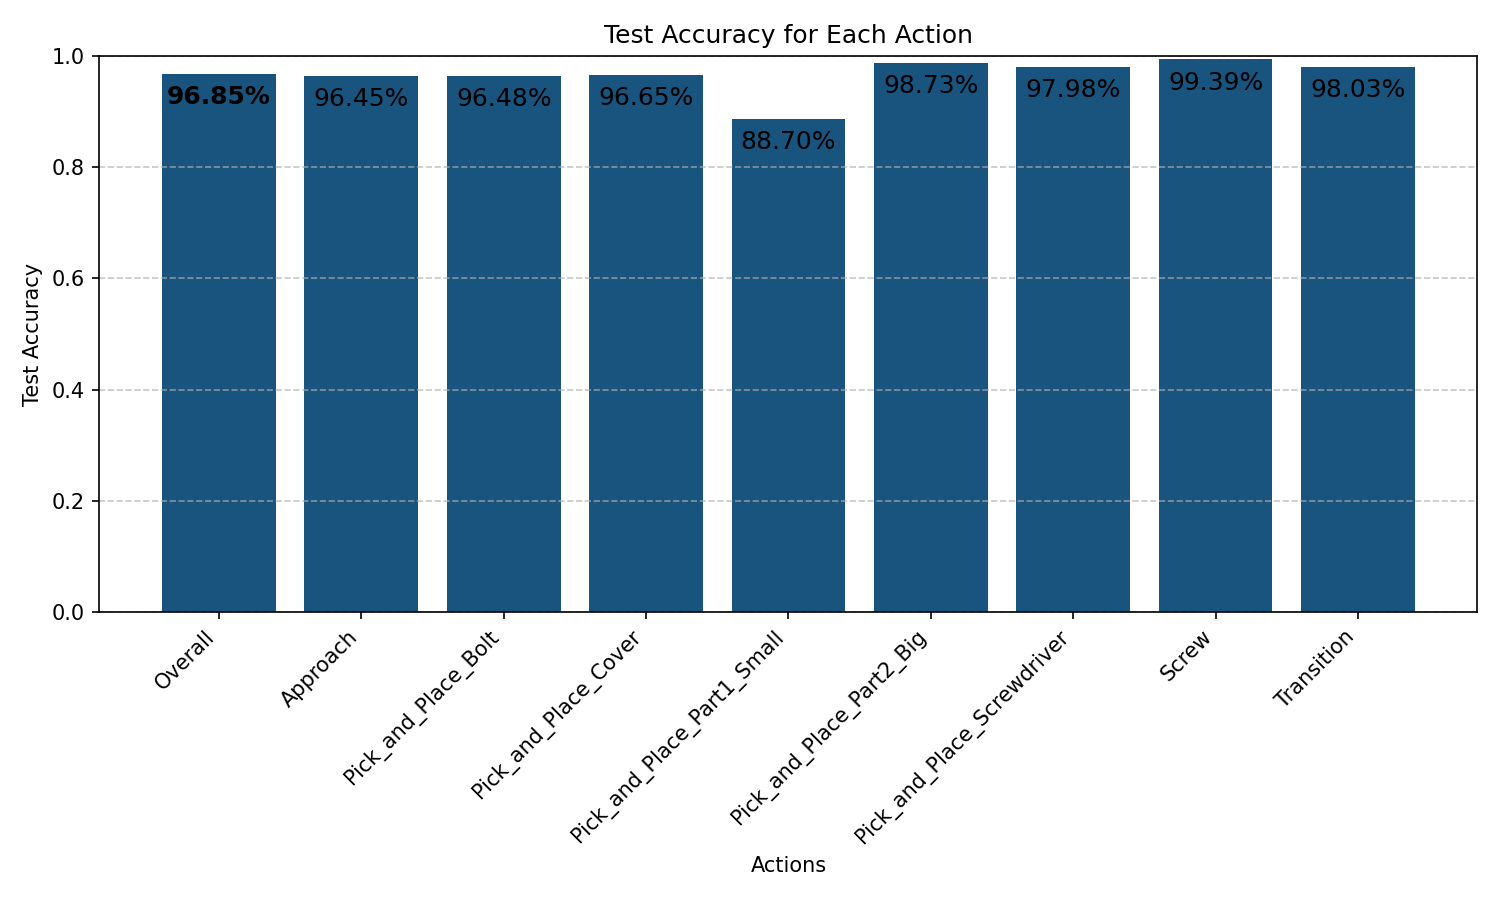 Test Accuracy for Each Action
Test Accuracy
1.0
0.8
0.6
0.4
0.2
0.0
96.85%
96.45%
96.48%
96.65%
88.70%
98.73%
97.98%
99.39%
98.03%
Overall
Approach
Pick_and_Place_Bolt
Pick_and_Place_Cover
Pick_and_Place_Part1_Small
Pick_and_Place_Part2_Big
Pick_and_Place_Screwdriver
Screw
Transition
Actions